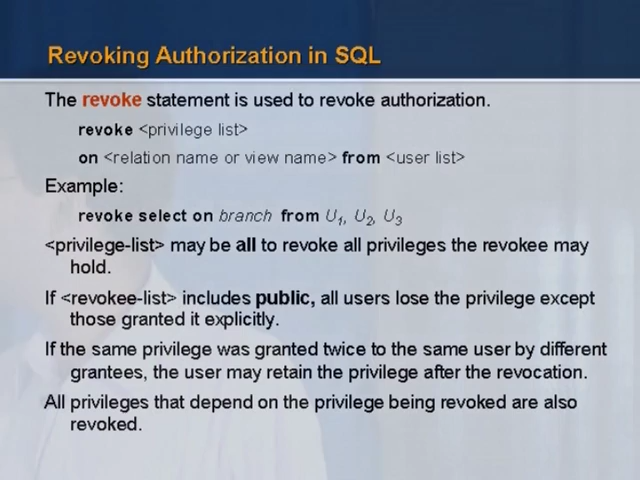 Revoking Authorization in SQL
The revoke statement is used to revoke authorization.
revoke <privilege list>
on <relation name or view name> from <user list>
Example:
revoke select on branch from U1, U2, U3
<privilege-list> may be all to revoke all privileges the revokee may
hold.
If <revokee-list> includes public, all users lose the privilege except
those granted it explicitly.
If the same privilege was granted twice to the same user by different
grantees, the user may retain the privilege after the revocation.
All privileges that depend on the privilege being revoked are also
revoked.